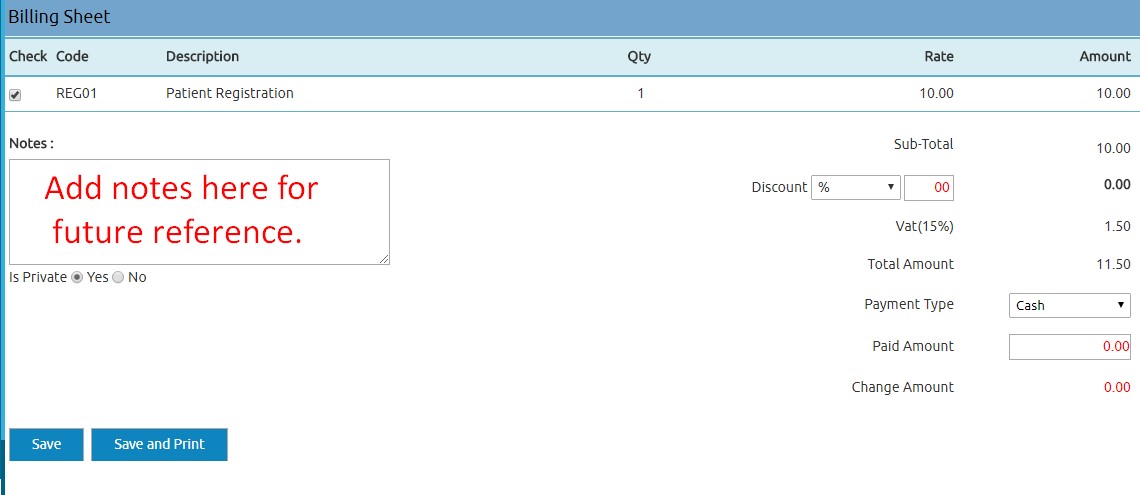 Billing Sheet
Check Code Description Qty Rate Amount
REG01 Patient Registration 1 10.00 10.00
Notes :
Add notes here for
future reference.
Is Private Yes No
Sub-Total 10.00
Discount % 00 0.00
Vat(15%) 1.50
Total Amount 11.50
Payment Type Cash
Paid Amount 0.00
Change Amount 0.00
Save Save and Print